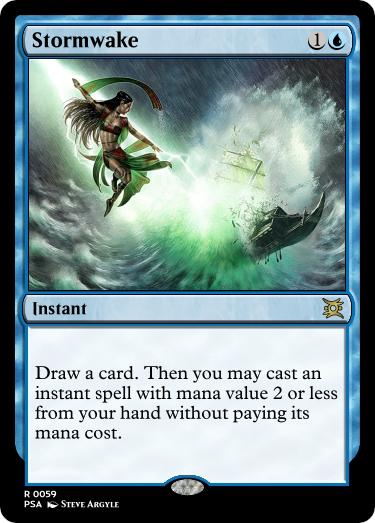 Stormwake 1
Instant
Draw a card. Then you may cast an
instant spell with mana value 2 or less
from your hand without paying its
mana cost.
R 0059
PSA Steve Argyle